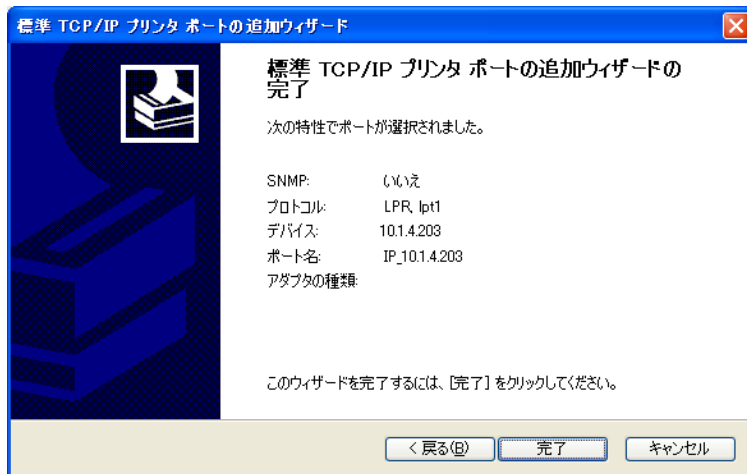 標準 TCP/IP プリンタ ポートの追加ウィザード
標準 TCP/IP プリンタ ポートの追加ウィザードの
完了
次の特性でポートが選択されました。
SNMP: いいえ
プロトコル: LPR, lpt1
デバイス: 10.1.4.203
ポート名: IP_10.1.4.203
アダプタの種類:
このウィザードを完了するには、[完了] をクリックしてください。
< 戻る(B) 完了 キャンセル